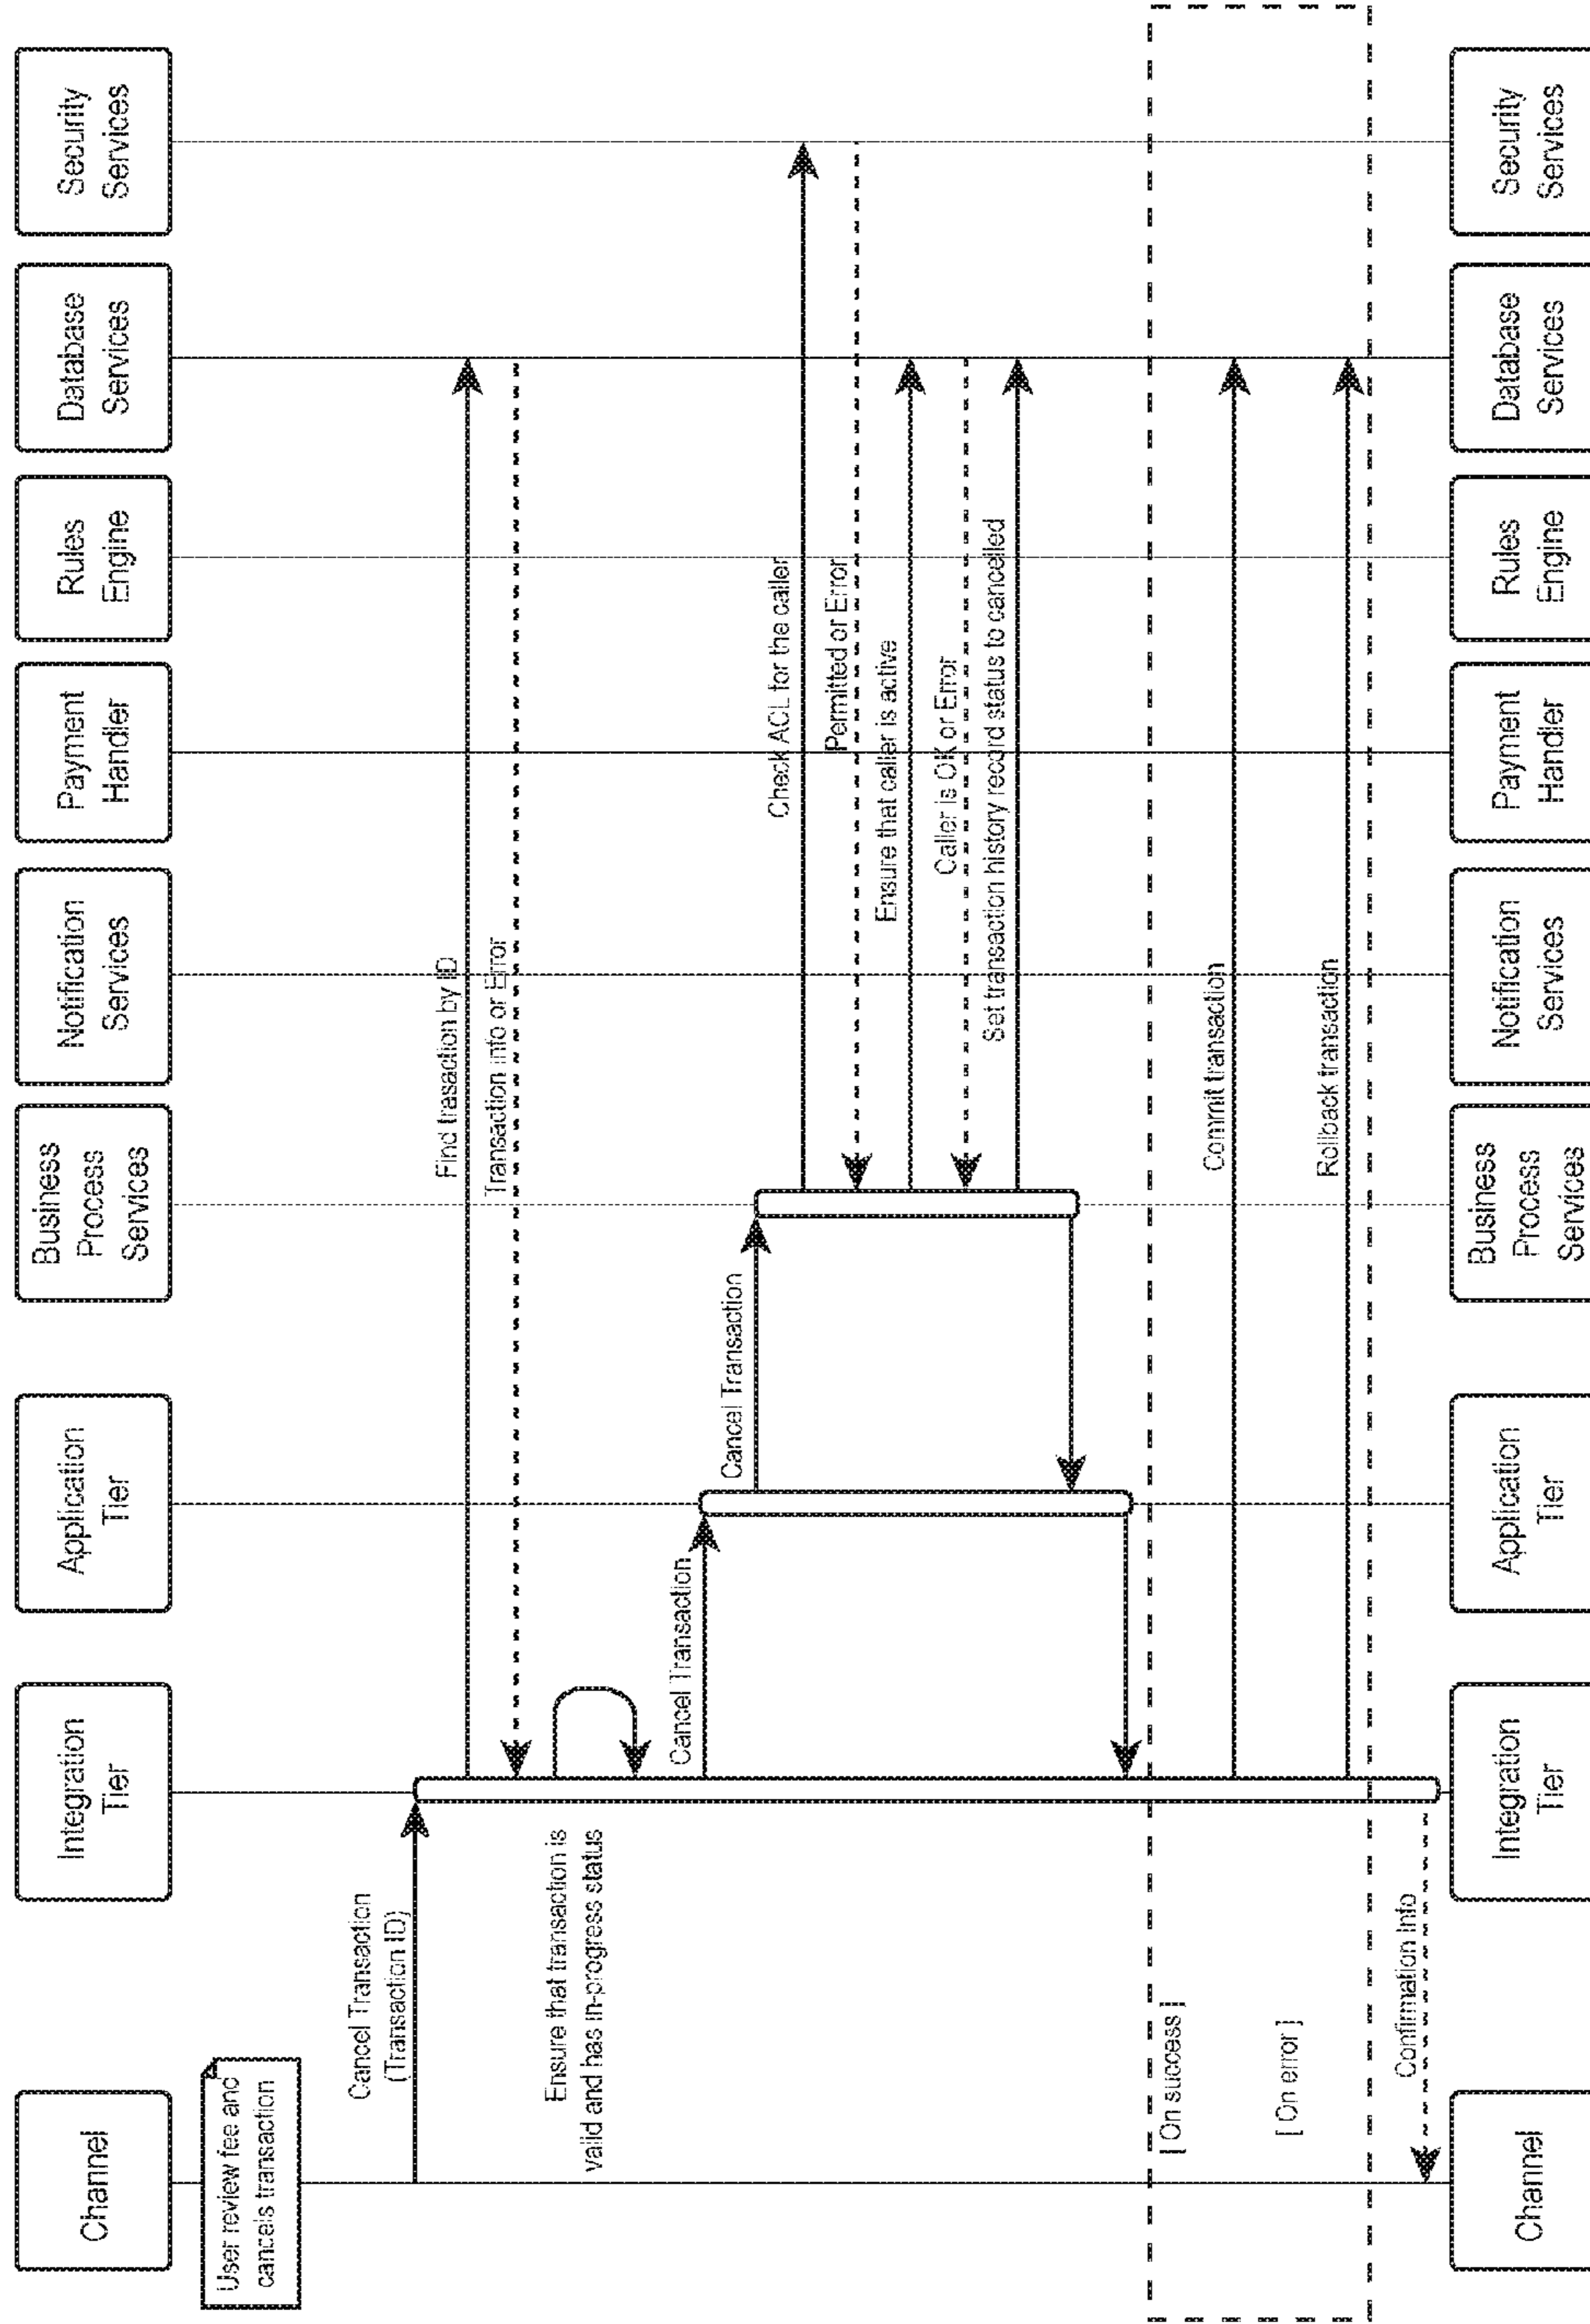 Channel
Integration
Tier
Application
Tier
Business
Process
Services
Notification
Services
Payment
Handler
Rules
Engine
Database
Services
Security
Services
User review fee and
cancels transaction
Cancel Transaction
(Transaction ID)
Find trasaction by ID
Transaction info or Error
Ensure that transaction is
valid and has in-progress status
Cancel Transaction
Cancel Transaction
Check ACL for the caller
Permitted or Error
Ensure that caller is active
Caller is OK or Error
Set transaction history record status to cancelled
[ On success ]
Commit transaction
[ On error ]
Rollback transaction
Confirmation Info
Channel
Integration
Tier
Application
Tier
Business
Process
Services
Notification
Services
Payment
Handler
Rules
Engine
Database
Services
Security
Services